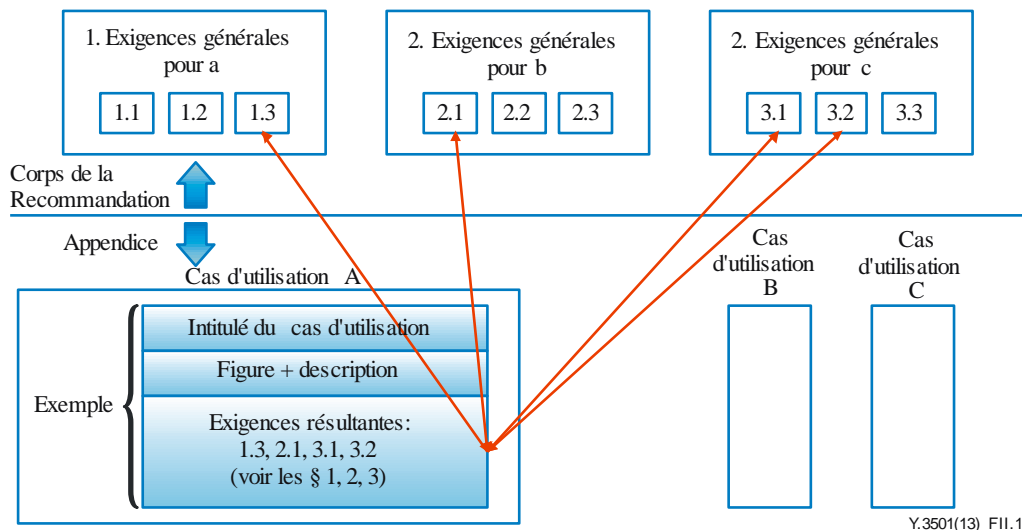 1. Exigences générales
pour a
1.1 1.2 1.3
2. Exigences générales
pour b
2.1 2.2 2.3
2. Exigences générales
pour c
3.1 3.2 3.3
Corps de la
Recommandation
Appendice
Cas d'utilisation A
Exemple
Intitulé du cas d'utilisation
Figure + description
Exigences résultantes:
1.3, 2.1, 3.1, 3.2
(voir les § 1, 2, 3)
Cas
d'utilisation
B
Cas
d'utilisation
C
Y.3501(13)_FII.1